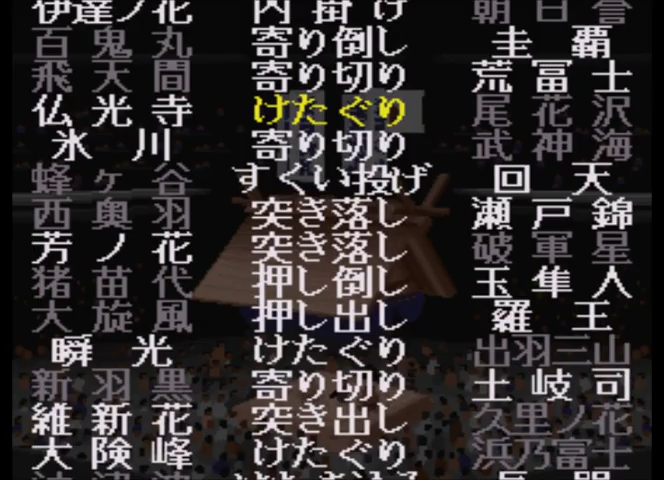 伊達ノ花 内掛け 朝日誉
百鬼丸 寄り倒し 圭覇
飛天間 寄り切り 荒冨士
仏光寺 けたぐり 尾花沢
氷川 寄り切り 武神海
蜂ヶ谷 すくい投げ 回天
西奥羽 突き落し 瀬戸錦
芳ノ花 突き落し 破軍星
猪苗代 押し倒し 玉隼人
大旋風 押し出し 羅王
瞬光 けたぐり 出羽三山
新羽黒 寄り切り 土岐司
維新花 突き出し 久里ノ花
大険峰 けたぐり 浜乃富士